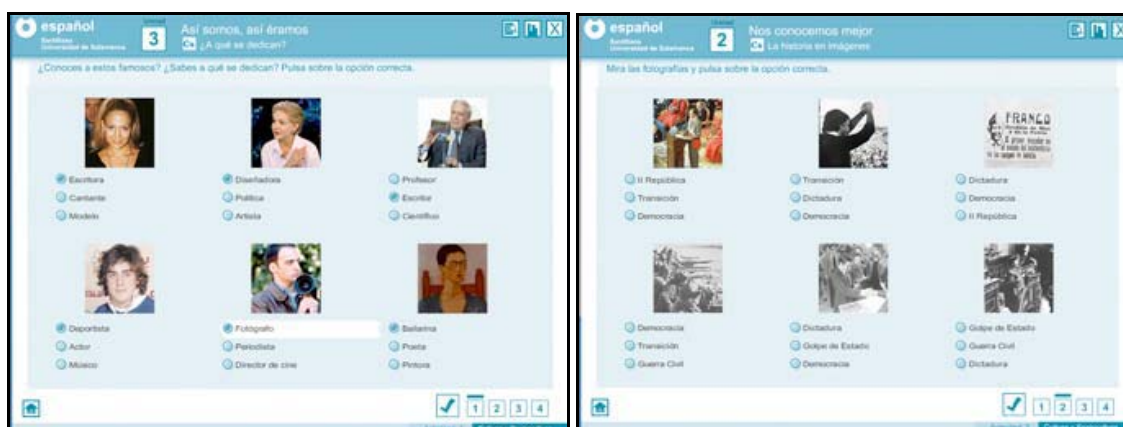 español
Santillana
Universidad de Salamanca
Unidad
3
Así somos, así éramos
¿A qué se dedican?
¿Conoces a estos famosos? ¿Sabes a qué se dedican? Pulsa sobre la opción correcta.
Escritora
Cantante
Modelo
Diseñadora
Política
Artista
Profesor
Escritor
Científico
Deportista
Actor
Músico
Fotógrafo
Periodista
Director de cine
Bailarina
Poeta
Pintora
1 2 3 4
español
Santillana
Universidad de Salamanca
Unidad
2
Nos conocemos mejor
La historia en imágenes
Mira las fotografías y pulsa sobre la opción correcta.
II República
Transición
Democracia
Transición
Dictadura
Democracia
FRANCO
Dictadura
Democracia
II República
Democracia
Transición
Guerra Civil
Dictadura
Golpe de Estado
Democracia
Golpe de Estado
Guerra Civil
Dictadura
1 2 3 4